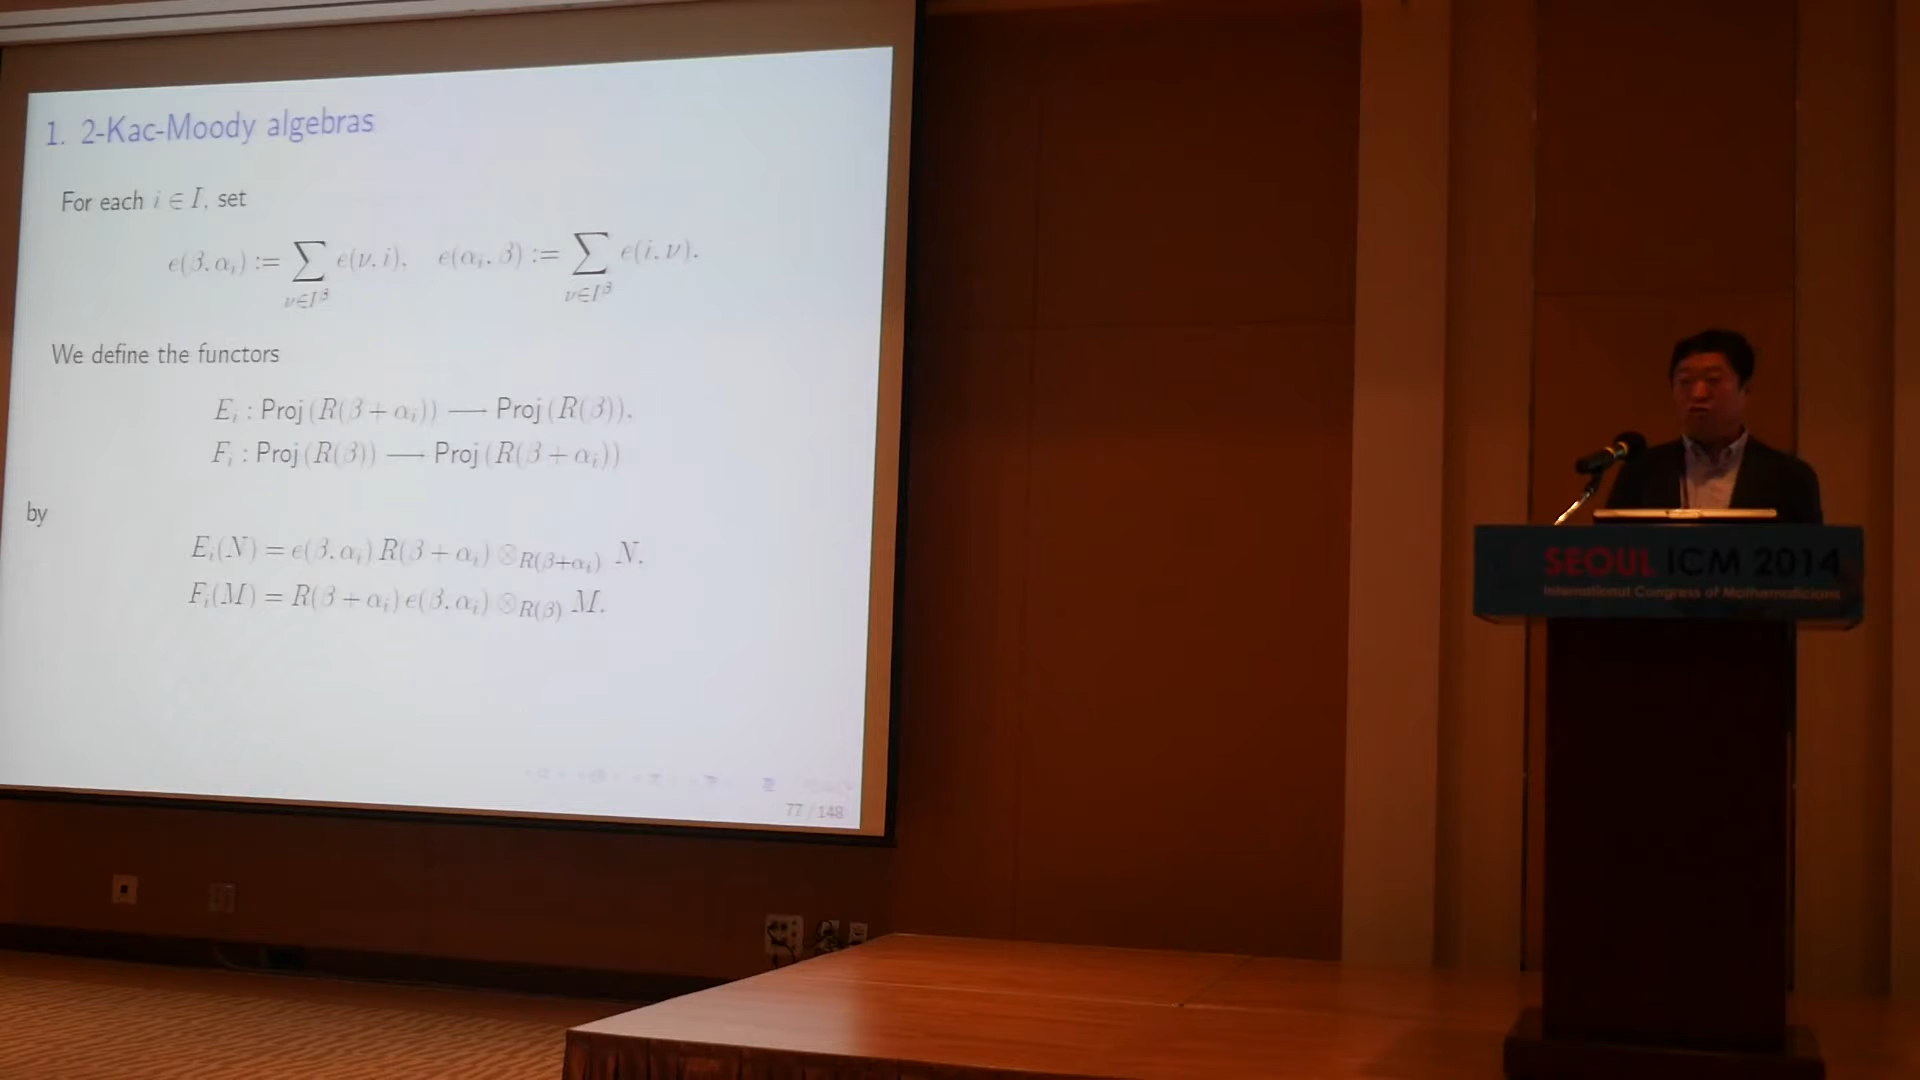 1. 2-Kac-Moody algebras
For each i ∈ I, set
e(β, α_i) := ∑_{ν∈I^β} e(ν, i), e(α_i, β) := ∑_{ν∈I^β} e(i, ν).
We define the functors
E_i : Proj (R(β + α_i)) ⟶ Proj (R(β)),
F_i : Proj (R(β)) ⟶ Proj (R(β + α_i))
by
E_i(N) = e(β, α_i) R(β + α_i) ⊗_{R(β+α_i)} N,
F_i(M) = R(β + α_i) e(β, α_i) ⊗_{R(β)} M.
77 / 148
SEOUL ICM 2014
International Congress of Mathematicians